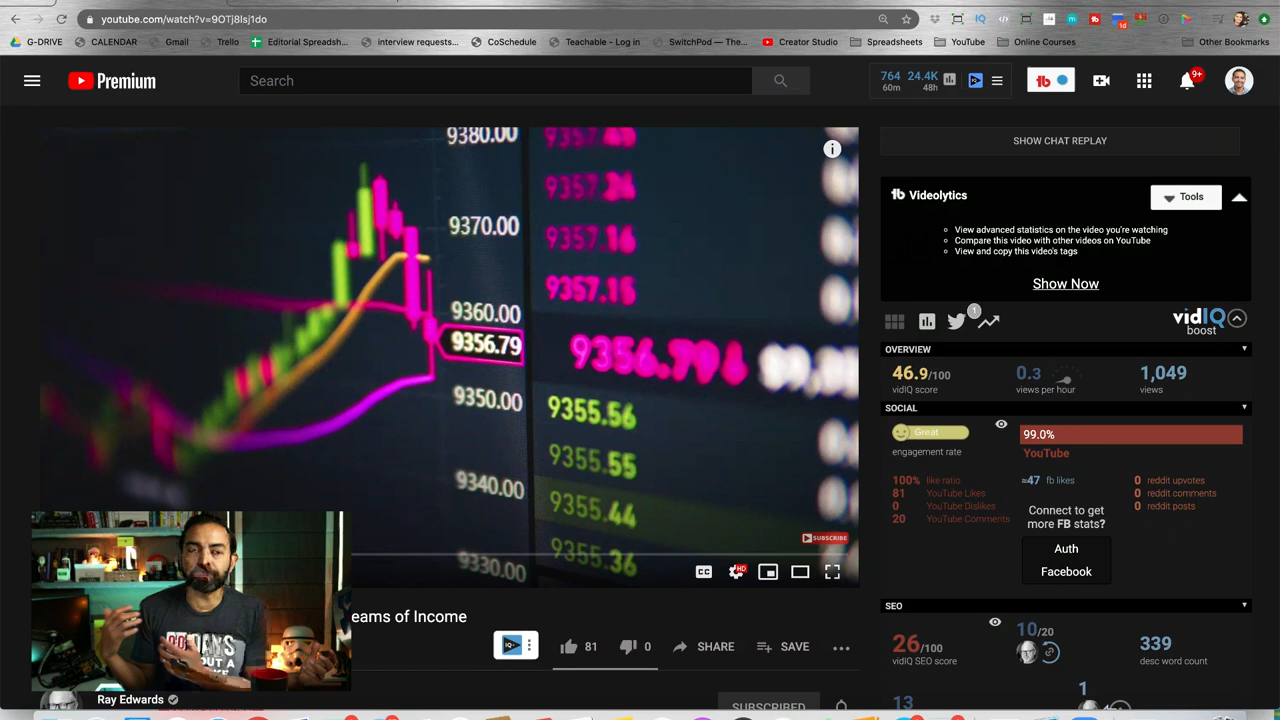 youtube.com/watch?v=9OTj8lsj1do
1d
G-DRIVE CALENDAR Gmail Trello Editorial Spreadsh... interview requests... CoSchedule Teachable - Log in SwitchPod — The... Creator Studio Spreadsheets YouTube Online Courses Other Bookmarks
Premium
Search
764 24.4K
60m 48h
9+
SHOW CHAT REPLAY
Videolytics
Tools
View advanced statistics on the video you're watching
Compare this video with other videos on YouTube
View and copy this video's tags
Show Now
9380.00
9370.00
9360.00
9356.79
9350.00
9340.00
9330.00
9357.26
9357.16
9357.15
9356.796
9355.56
9355.55
9355.44
9355.36
SUBSCRIBE
CC
HD
1
vidIQ
boost
OVERVIEW
46.9/100 0.3 1,049
vidIQ score views per hour views
SOCIAL
Great 99.0%
engagement rate YouTube
100% like ratio ≈47 fb likes 0 reddit upvotes
81 YouTube Likes 0 reddit comments
0 YouTube Dislikes 0 reddit posts
20 YouTube Comments
Connect to get
more FB stats?
Auth
Facebook
SEO
26/100 10/20 339
vidIQ SEO score desc word count
13 1
eams of Income
81 0 SHARE SAVE
Ray Edwards
SUBSCRIBED